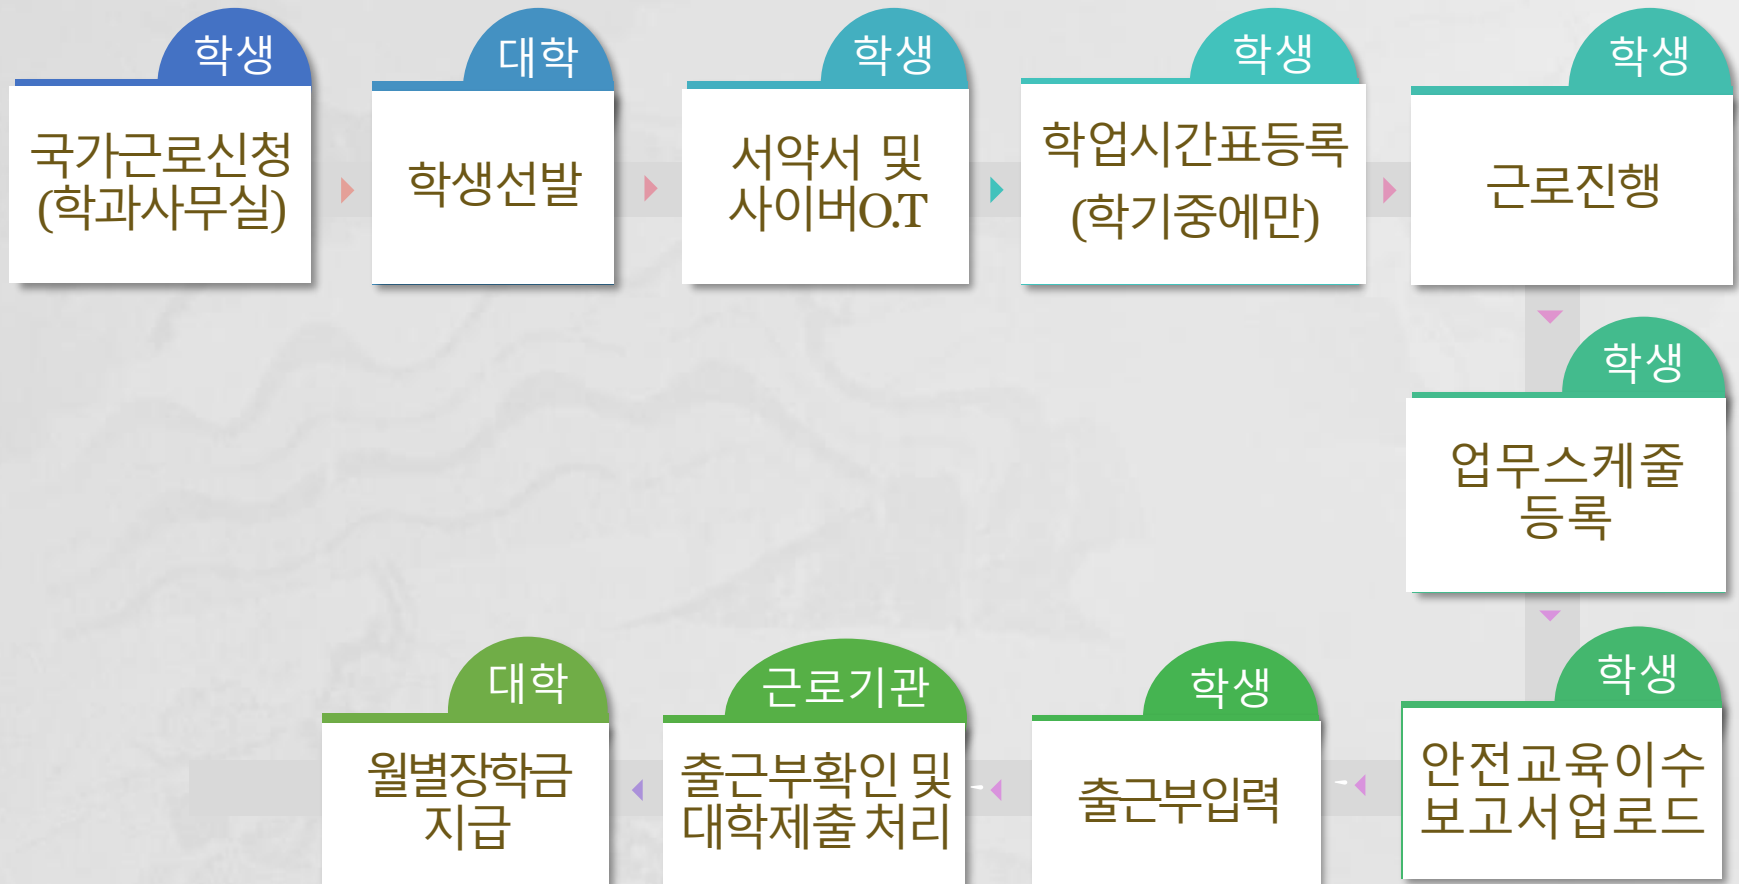 학생
국가근로신청
(학과사무실)
대학
학생선발
학생
서약서 및
사이버O.T
학생
학업시간표등록
(학기중에만)
학생
근로진행
학생
업무스케줄
등록
학생
안전교육이수
보고서업로드
학생
출근부입력
근로기관
출근부확인 및
대학제출 처리
대학
월별장학금
지급